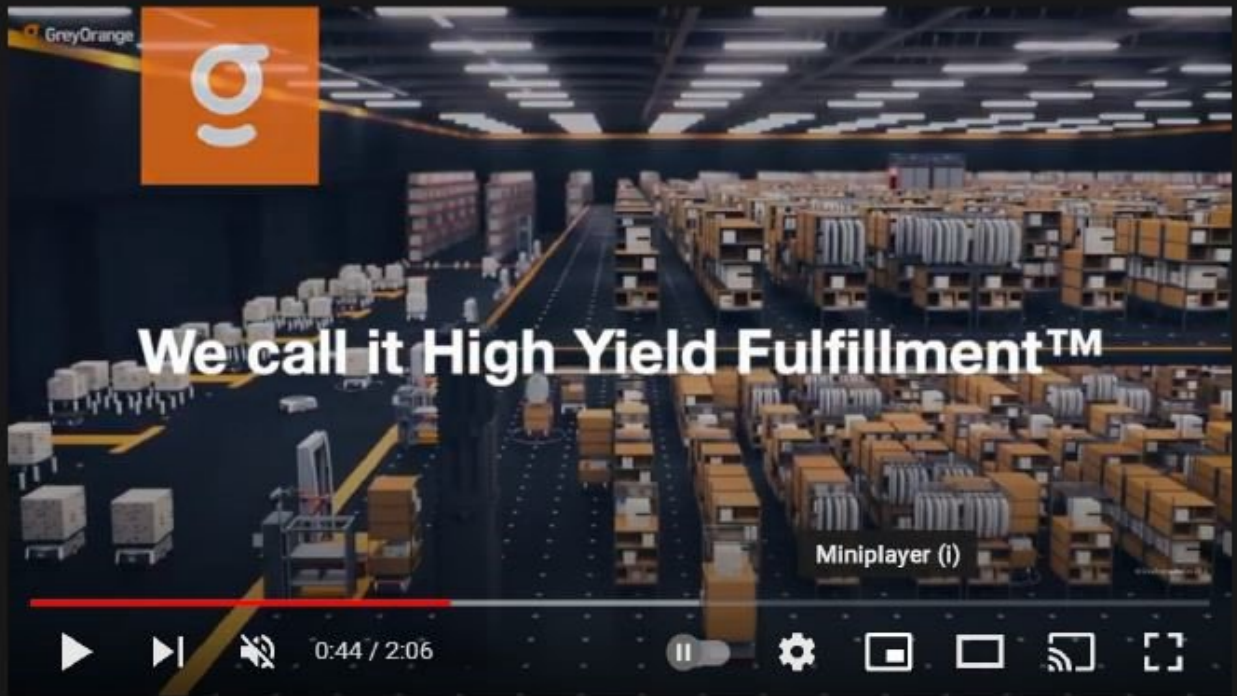 GreyOrange
g
We call it High Yield Fulfillment™
Miniplayer (i)
0:44 / 2:06